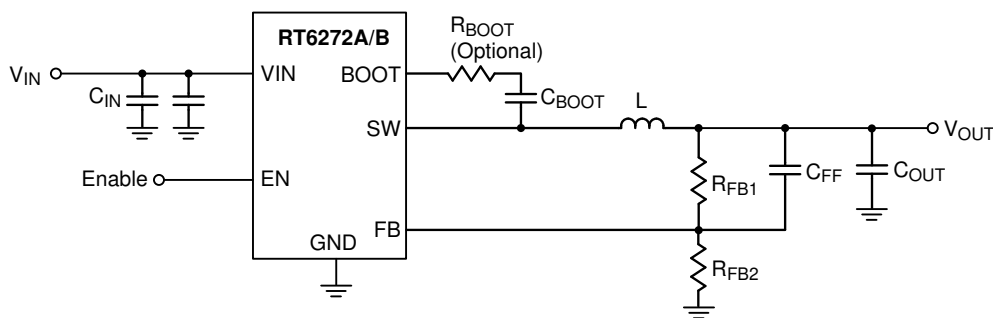 RT6272A/B
R_BOOT
(Optional)
V_IN
VIN
BOOT
C_IN
C_BOOT
L
SW
V_OUT
Enable
EN
R_FB1
C_FF
C_OUT
FB
GND
R_FB2